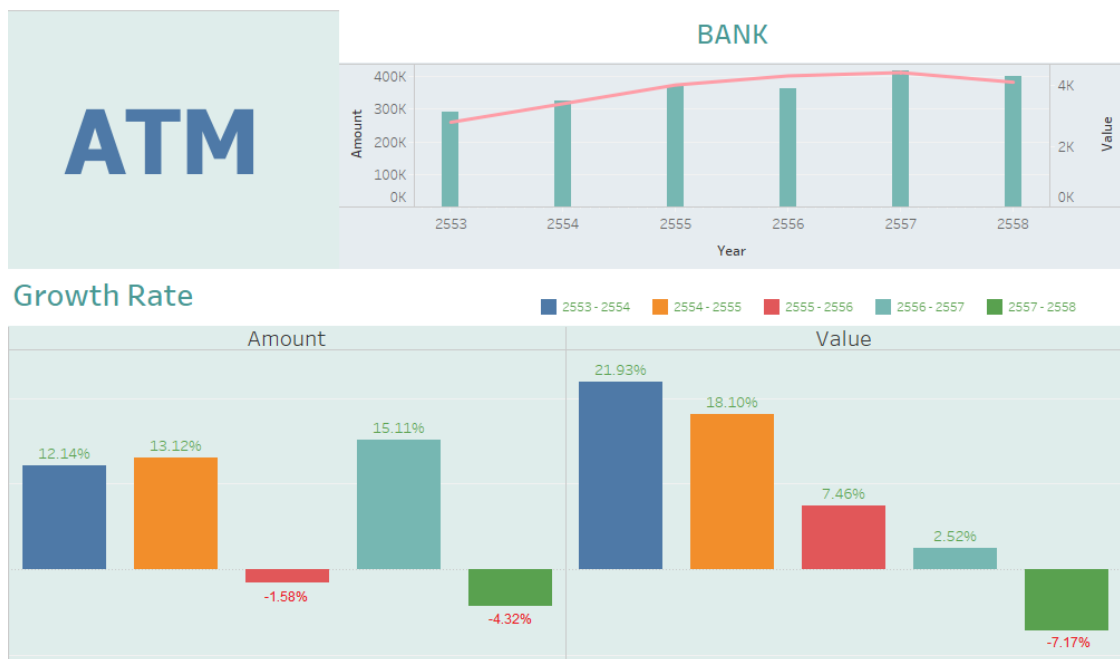 ATM
BANK
Amount
400K
300K
200K
100K
0K
4K
2K
0K
Value
2553 2554 2555 2556 2557 2558
Year
Growth Rate
2553 - 2554 2554 - 2555 2555 - 2556 2556 - 2557 2557 - 2558
Amount Value
12.14% 13.12% -1.58% 15.11% -4.32%
21.93% 18.10% 7.46% 2.52% -7.17%